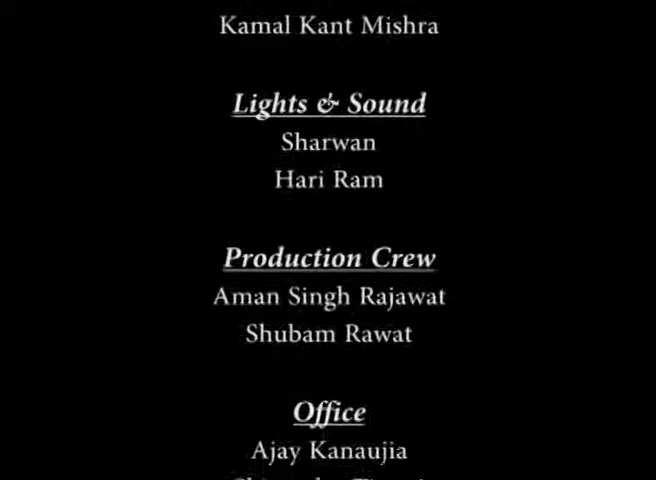 Kamal Kant Mishra
Lights & Sound
Sharwan
Hari Ram
Production Crew
Aman Singh Rajawat
Shubam Rawat
Office
Ajay Kanaujia